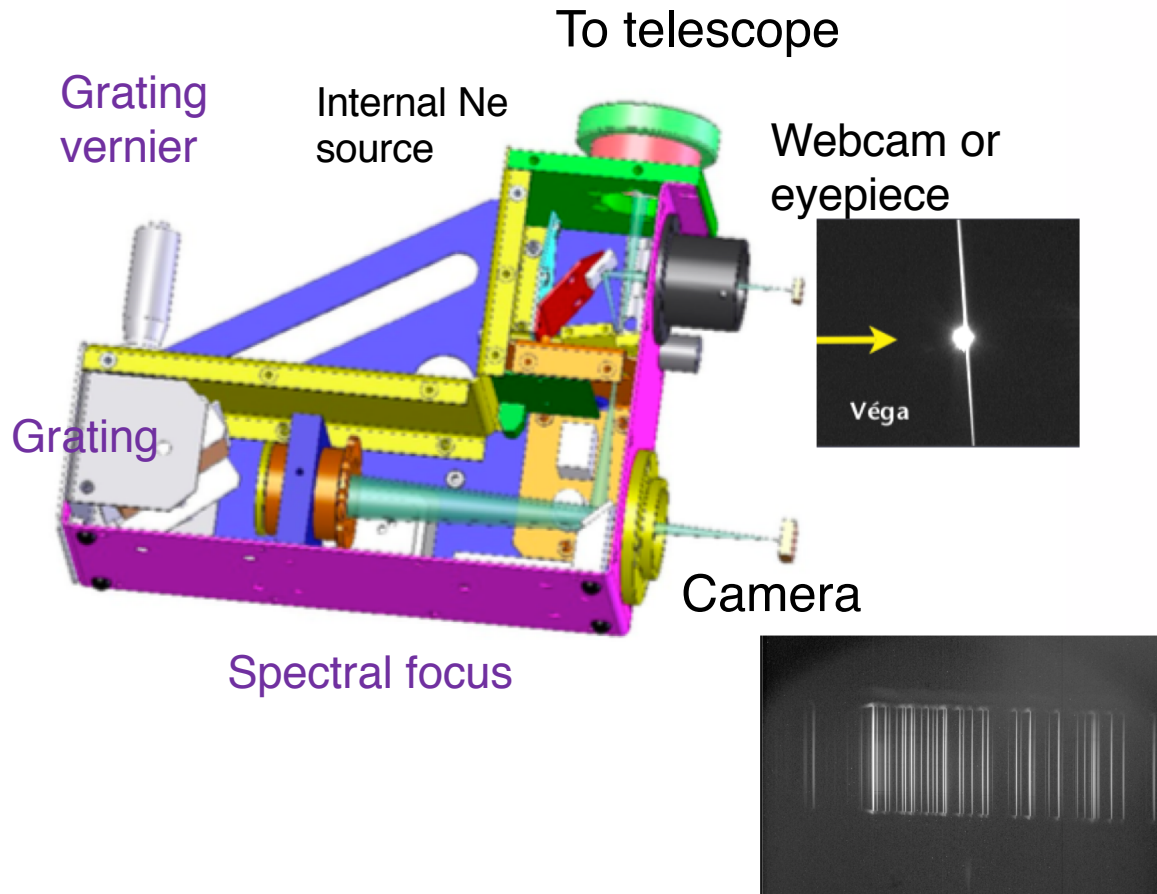 To telescope
Grating
vernier
Internal Ne
source
Webcam or
eyepiece
Véga
Grating
Camera
Spectral focus